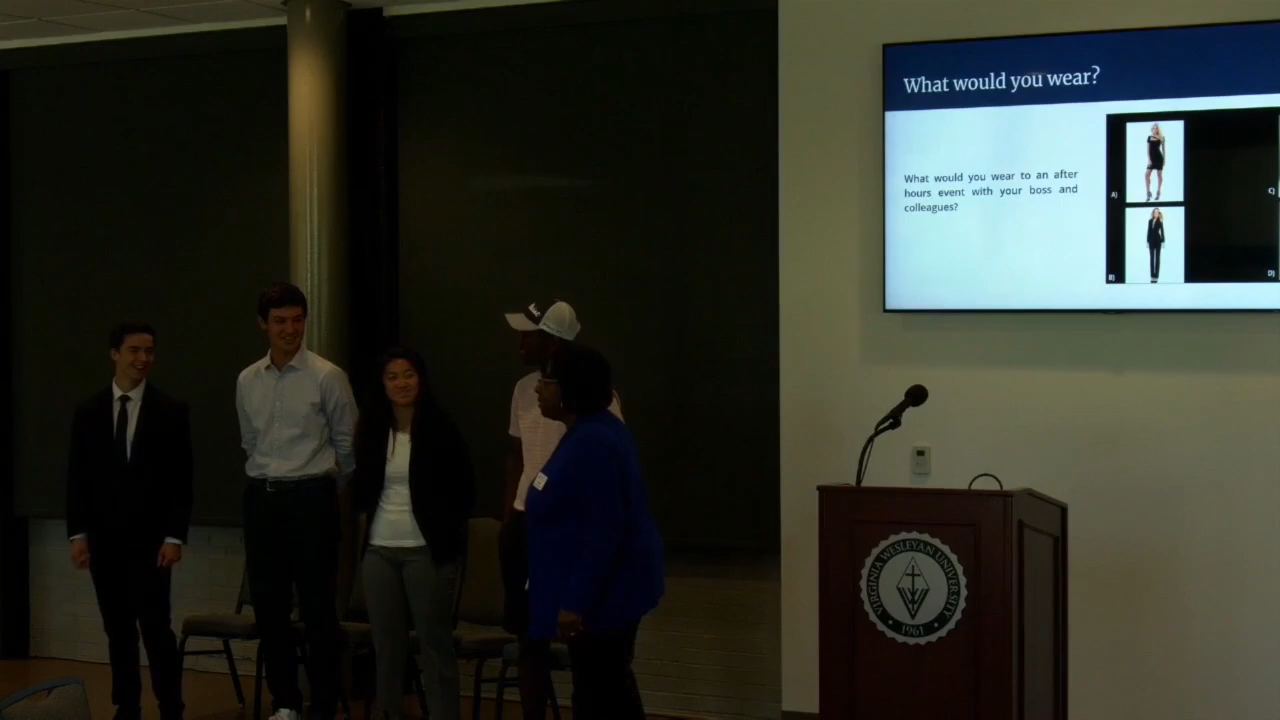 What would you wear?
What would you wear to an after
hours event with your boss and
colleagues?
A)
C)
B)
D)
VIRGINIA WESLEYAN UNIVERSITY
1961